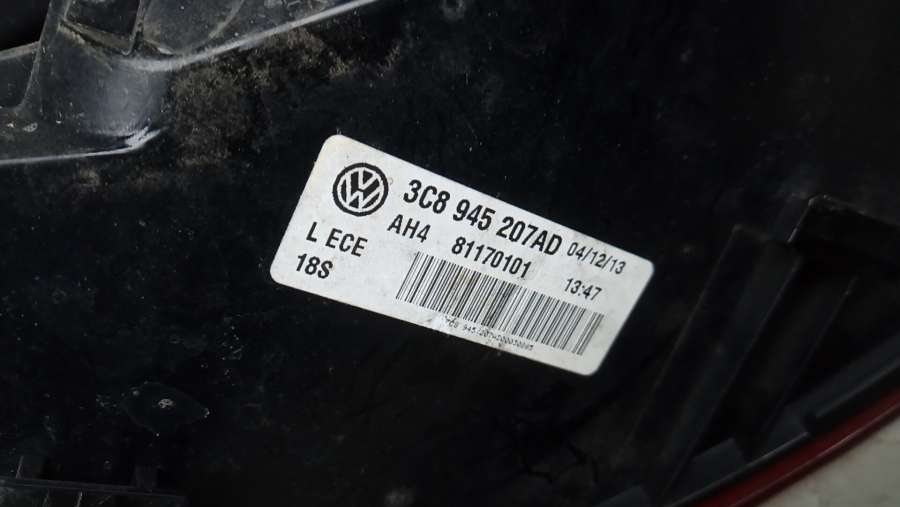 3C8 945 207AD 04/12/13
L ECE AH4 81170101 13:47
18S